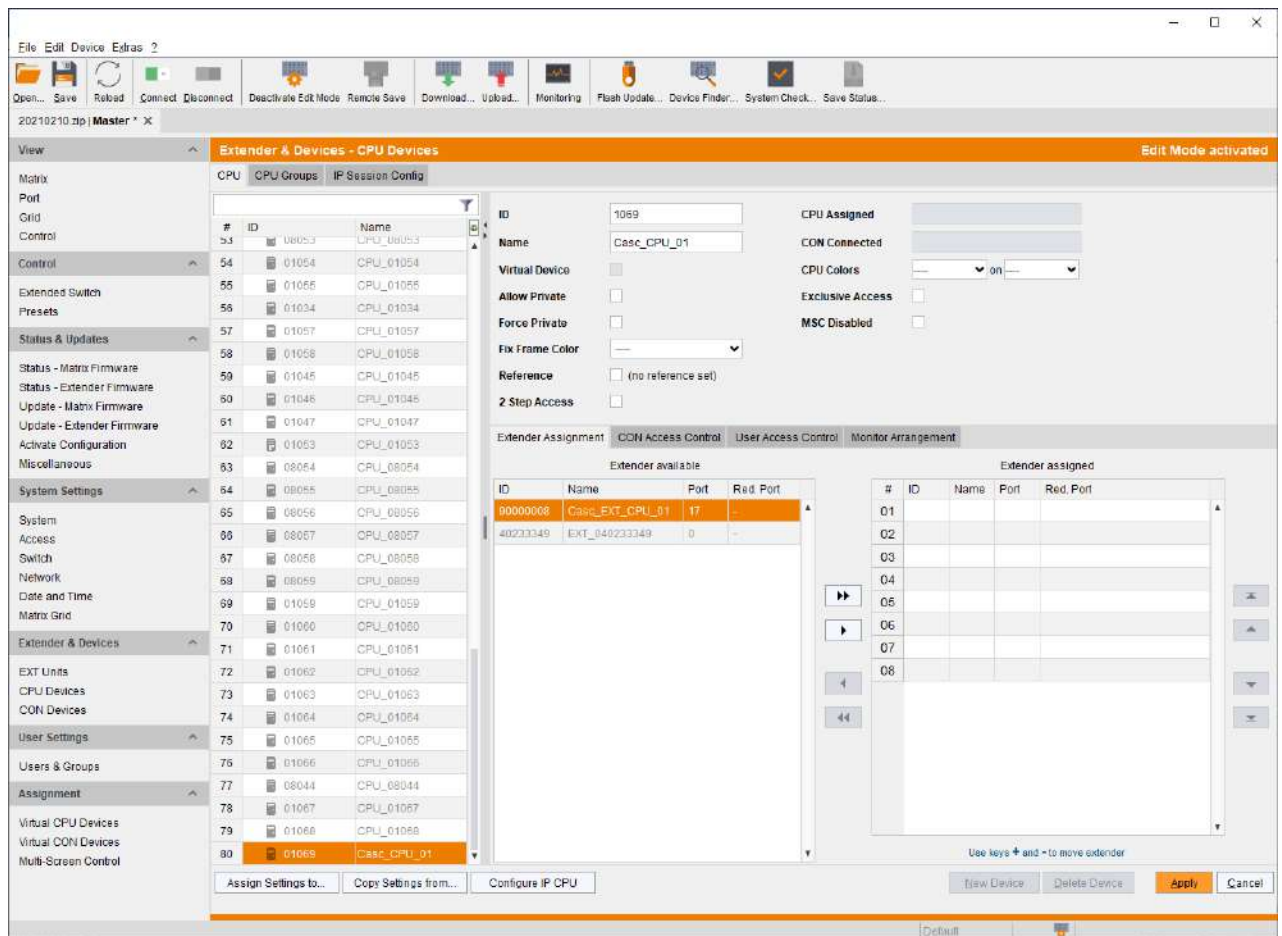 File Edit Device Extras ?
Open... Save Reload Connect Disconnect Deactivate Edit Mode Remote Save Download... Upload... Monitoring Flash Update... Device Finder... System Check... Save Status...
20210210.zip | Master * X
View
Matrix
Port
Grid
Control
Control
Extended Switch
Presets
Status & Updates
Status - Matrix Firmware
Status - Extender Firmware
Update - Matrix Firmware
Update - Extender Firmware
Activate Configuration
Miscellaneous
System Settings
System
Access
Switch
Network
Date and Time
Matrix Grid
Extender & Devices
EXT Units
CPU Devices
CON Devices
User Settings
Users & Groups
Assignment
Virtual CPU Devices
Virtual CON Devices
Multi-Screen Control
Extender & Devices - CPU Devices Edit Mode activated
CPU CPU Groups IP Session Config
# ID Name
53 08053 CPU_08053
54 01054 CPU_01054
55 01055 CPU_01055
56 01034 CPU_01034
57 01057 CPU_01057
58 01058 CPU_01058
59 01045 CPU_01045
60 01046 CPU_01046
61 01047 CPU_01047
62 01053 CPU_01053
63 08054 CPU_08054
64 08055 CPU_08055
65 08056 CPU_08056
66 08057 CPU_08057
67 08058 CPU_08058
68 08059 CPU_08059
69 01059 CPU_01059
70 01060 CPU_01060
71 01061 CPU_01061
72 01062 CPU_01062
73 01063 CPU_01063
74 01064 CPU_01064
75 01065 CPU_01065
76 01066 CPU_01066
77 08044 CPU_08044
78 01067 CPU_01067
79 01068 CPU_01068
80 01069 Casc_CPU_01
ID 1069 CPU Assigned
Name Casc_CPU_01 CON Connected
Virtual Device CPU Colors ---- on ----
Allow Private Exclusive Access
Force Private MSC Disabled
Fix Frame Color ----
Reference (no reference set)
2 Step Access
Extender Assignment CON Access Control User Access Control Monitor Arrangement
Extender available
ID Name Port Red. Port
90000008 Casc_EXT_CPU_01 17 -
40233349 EXT_040233349 0 -
Extender assigned
# ID Name Port Red. Port
01
02
03
04
05
06
07
08
Use keys + and - to move extender
Assign Settings to... Copy Settings from... Configure IP CPU New Device Delete Device Apply Cancel
Default